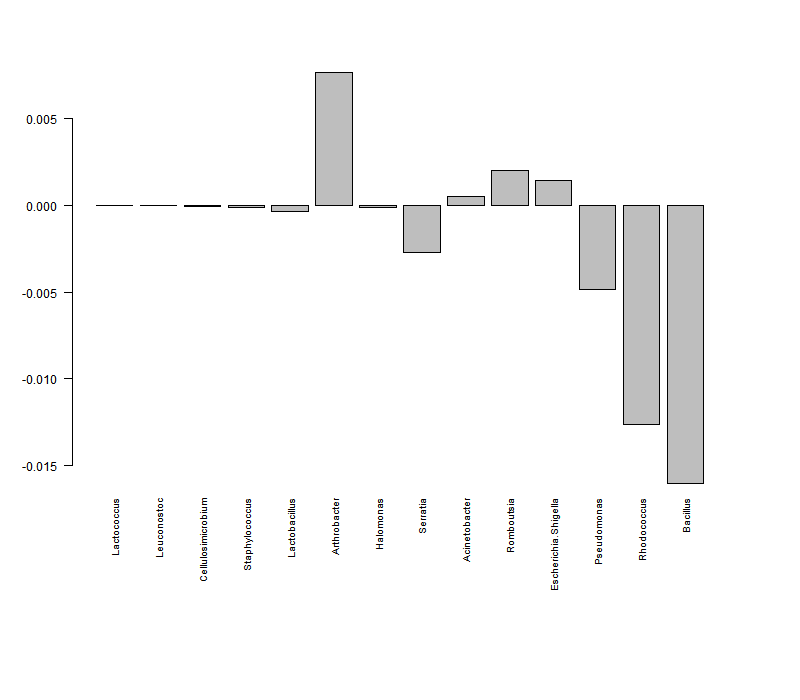 0.005
0.000
-0.005
-0.010
-0.015
Lactococcus
Leuconostoc
Cellulosimicrobium
Staphylococcus
Lactobacillus
Arthrobacter
Halomonas
Serratia
Acinetobacter
Romboutsia
Escherichia.Shigella
Pseudomonas
Rhodococcus
Bacillus